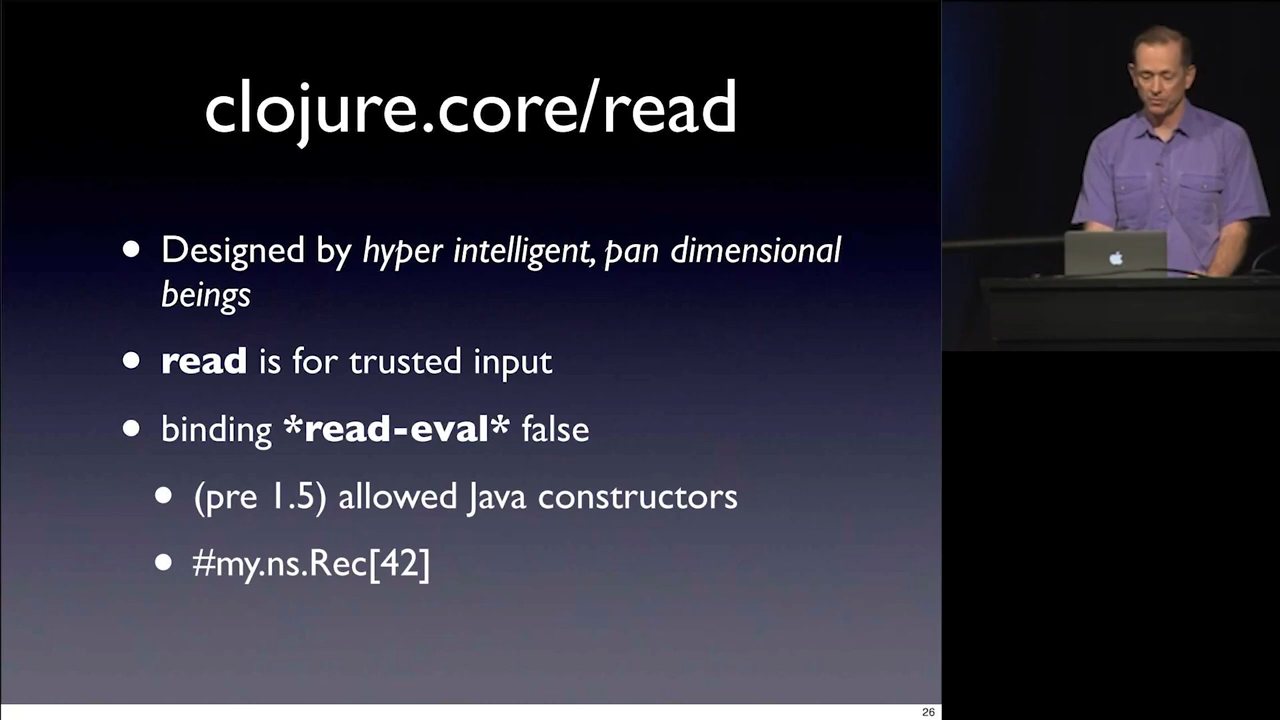 clojure.core/read
• Designed by hyper intelligent, pan dimensional
beings
• read is for trusted input
• binding *read-eval* false
• (pre 1.5) allowed Java constructors
• #my.ns.Rec[42]
26